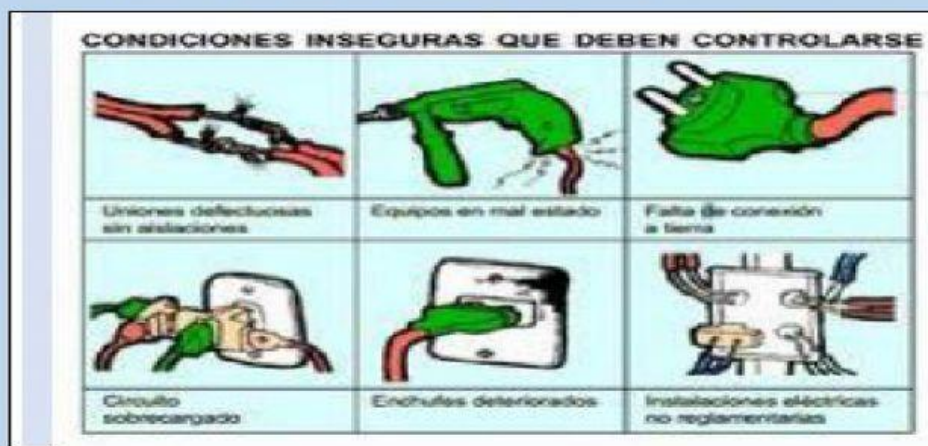 CONDICIONES INSEGURAS QUE DEBEN CONTROLARSE
Uniones defectuosas
sin aislaciones
Equipos en mal estado
Falta de conexión
a tierra
Circuito
sobrecargado
Enchufes deteriorados
Instalaciones eléctricas
no reglamentarias